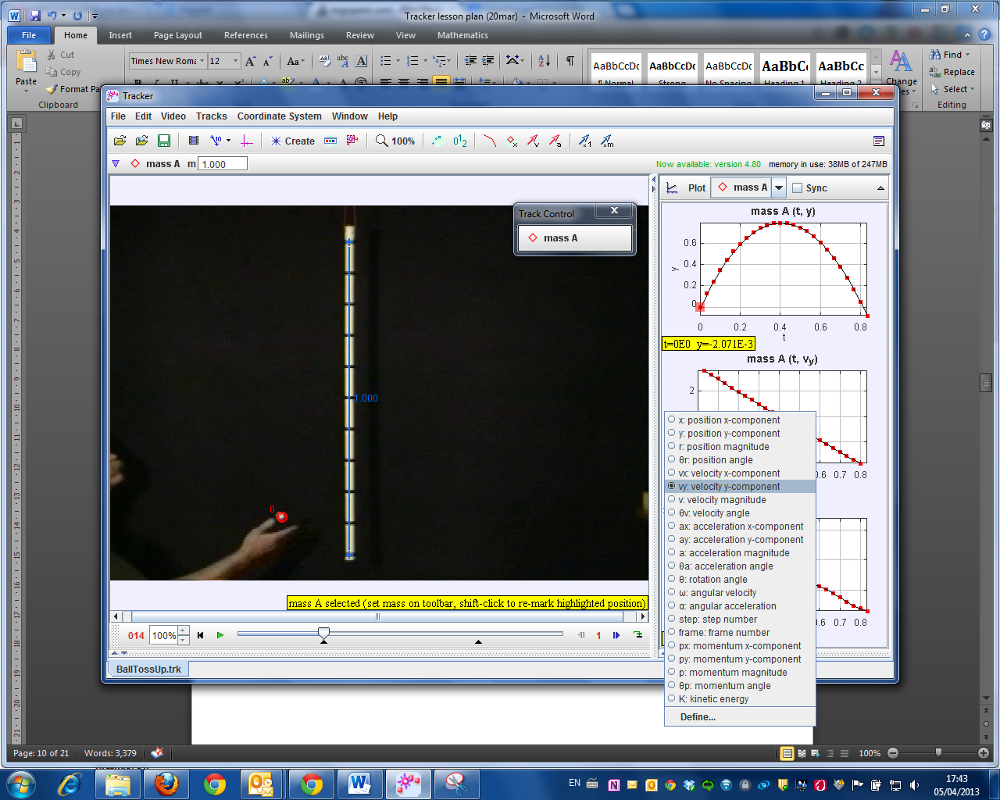 Tracker lesson plan (20mar) - Microsoft Word
File Home Insert Page Layout References Mailings Review View Mathematics
Cut
Copy
Format Pa
Paste
Clipboard
Times New Roma 12
AaBbCcDc AaBbCcDc AaBbCcDc AaBbC AaBbCc
¶ Normal Strong No Spacing Heading 1 Heading 2
Change
Find
Replace
Select
Editing
Tracker
File Edit Video Tracks Coordinate System Window Help
Create 100%
mass A m 1.000
Now available: version 4.80 memory in use: 38MB of 247MB
Plot mass A Sync
Track Control
mass A
1.000
0
mass A (t, y)
0.6
0.4
0.2
0
y
0 0.2 0.4 0.6 0.8
t
t=0E0 y=-2.071E-3
mass A (t, vy)
2
0.6 0.7 0.8
x: position x-component
y: position y-component
r: position magnitude
θr: position angle
vx: velocity x-component
vy: velocity y-component
v: velocity magnitude
θv: velocity angle
ax: acceleration x-component
ay: acceleration y-component
a: acceleration magnitude
θa: acceleration angle
θ: rotation angle
ω: angular velocity
α: angular acceleration
step: step number
frame: frame number
px: momentum x-component
py: momentum y-component
p: momentum magnitude
θp: momentum angle
K: kinetic energy
Define...
0.7 0.8
mass A selected (set mass on toolbar, shift-click to re-mark highlighted position)
014 100% 1
BallTossUp.trk
Page: 10 of 21 Words: 3,379 100%
EN
17:43
05/04/2013